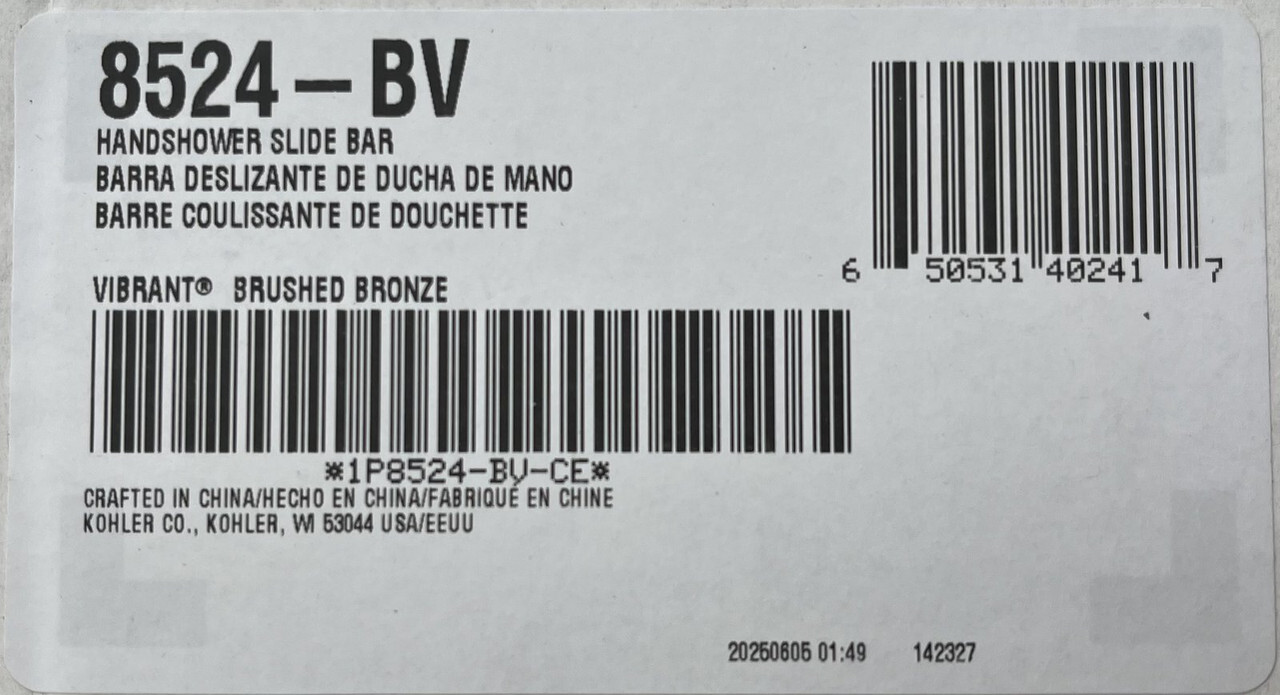 8524-BV
HANDSHOWER SLIDE BAR
BARRA DESLIZANTE DE DUCHA DE MANO
BARRE COULISSANTE DE DOUCHETTE
6 50531 40241 7
VIBRANT® BRUSHED BRONZE
*1P8524-BV-CE*
CRAFTED IN CHINA/HECHO EN CHINA/FABRIQUÉ EN CHINE
KOHLER CO., KOHLER, WI 53044 USA/EEUU
20250605 01:49 142327